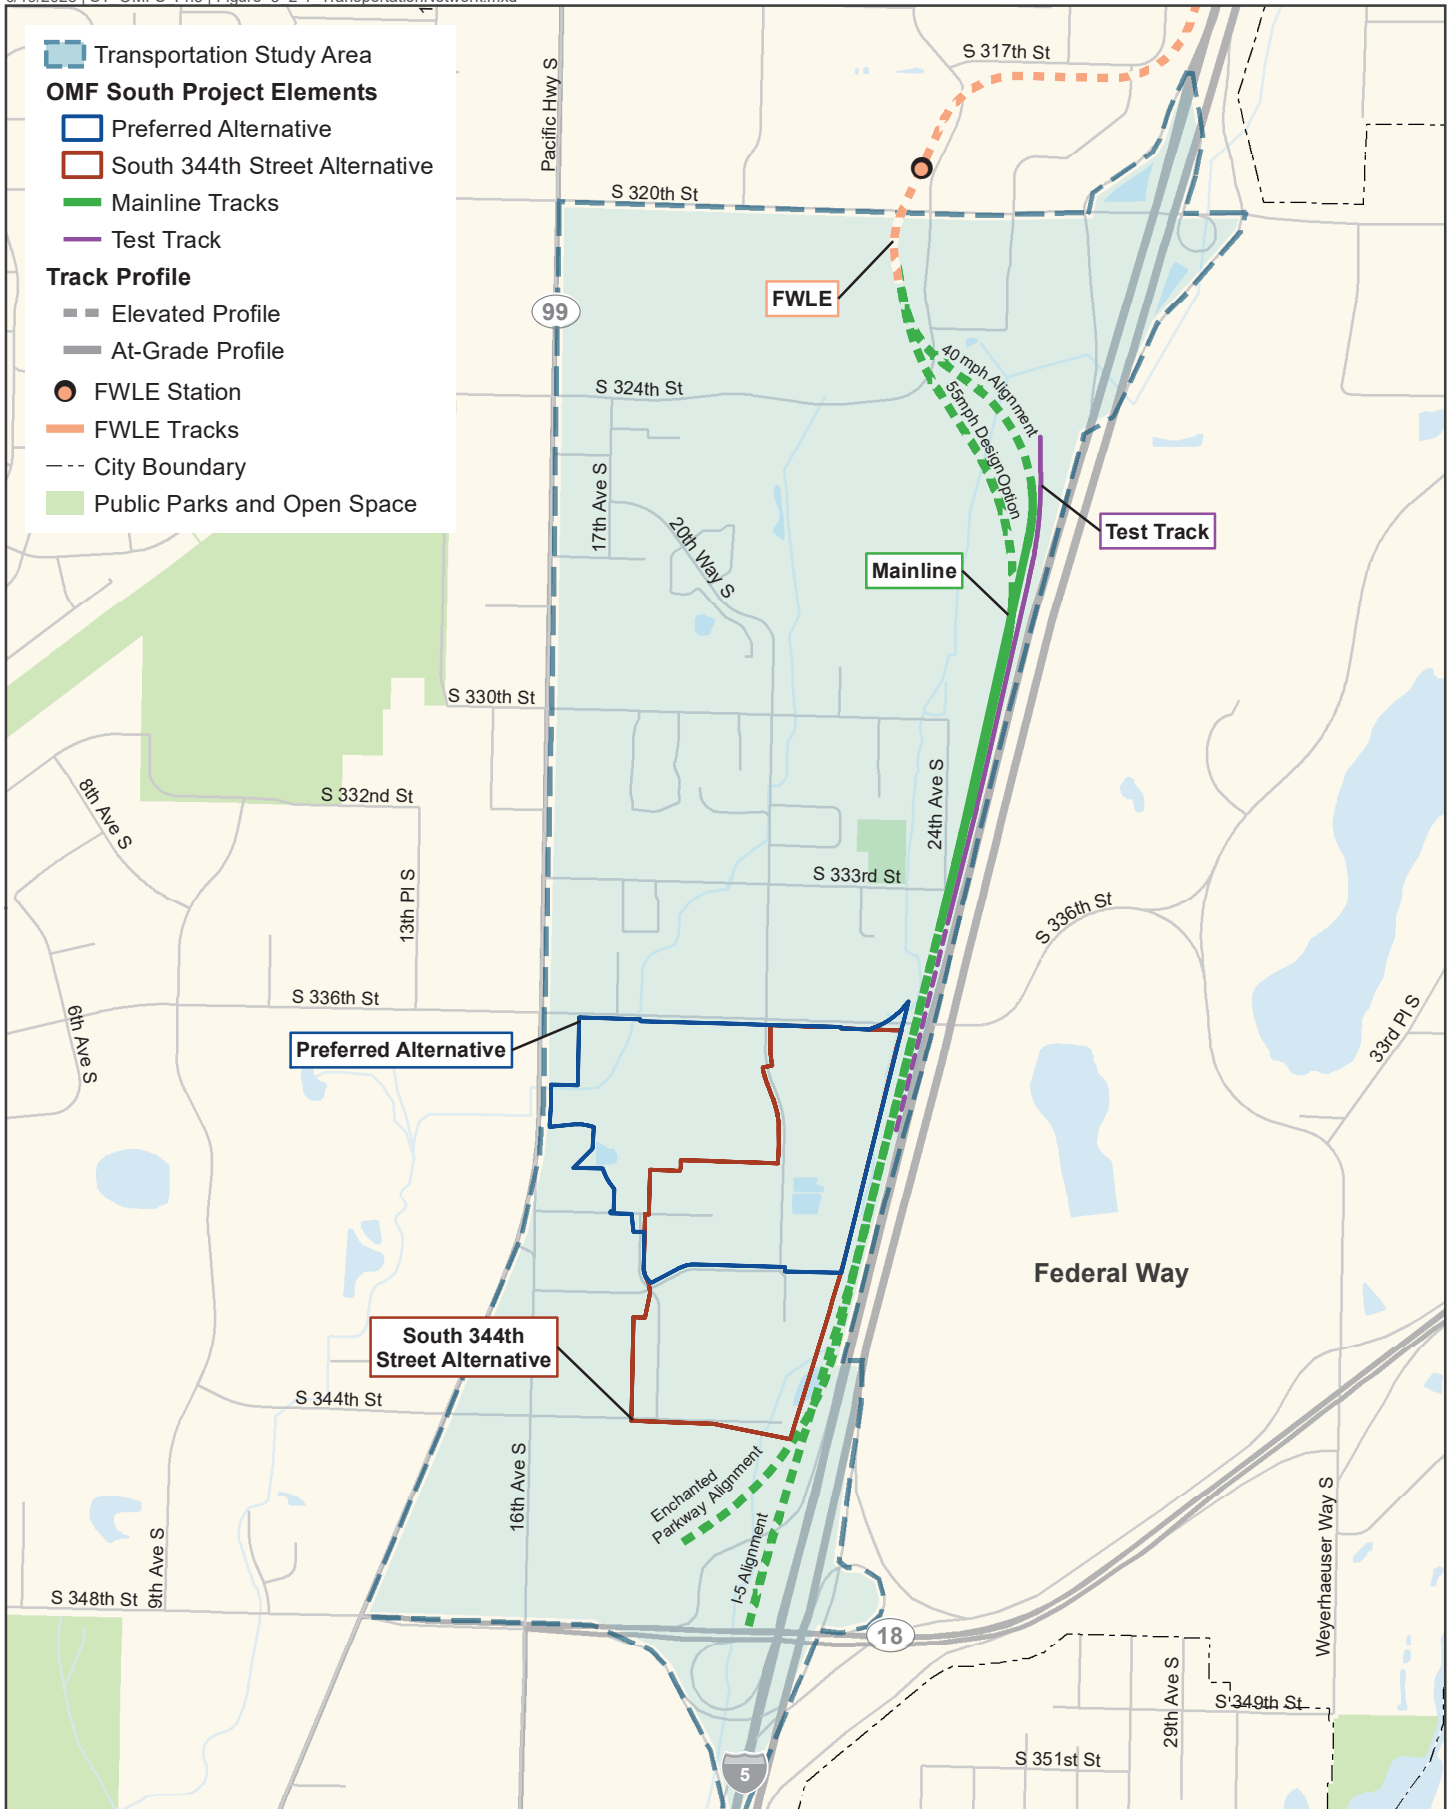 Transportation Study Area
OMF South Project Elements
Preferred Alternative
South 344th Street Alternative
Mainline Tracks
Test Track
Track Profile
Elevated Profile
At-Grade Profile
FWLE Station
FWLE Tracks
City Boundary
Public Parks and Open Space
S 317th St
Pacific Hwy S
S 320th St
FWLE
99
40 mph Alignment
55mph Design Option
S 324th St
17th Ave S
20th Way S
Test Track
Mainline
S 330th St
8th Ave S
S 332nd St
24th Ave S
13th Pl S
S 333rd St
S 336th St
S 336th St
6th Ave S
33rd Pl S
Preferred Alternative
Federal Way
South 344th
Street Alternative
S 344th St
16th Ave S
Enchanted
Parkway Alignment
I-5 Alignment
9th Ave S
S 348th St
18
Weyerhaeuser Way S
29th Ave S
S 349th St
S 351st St
5